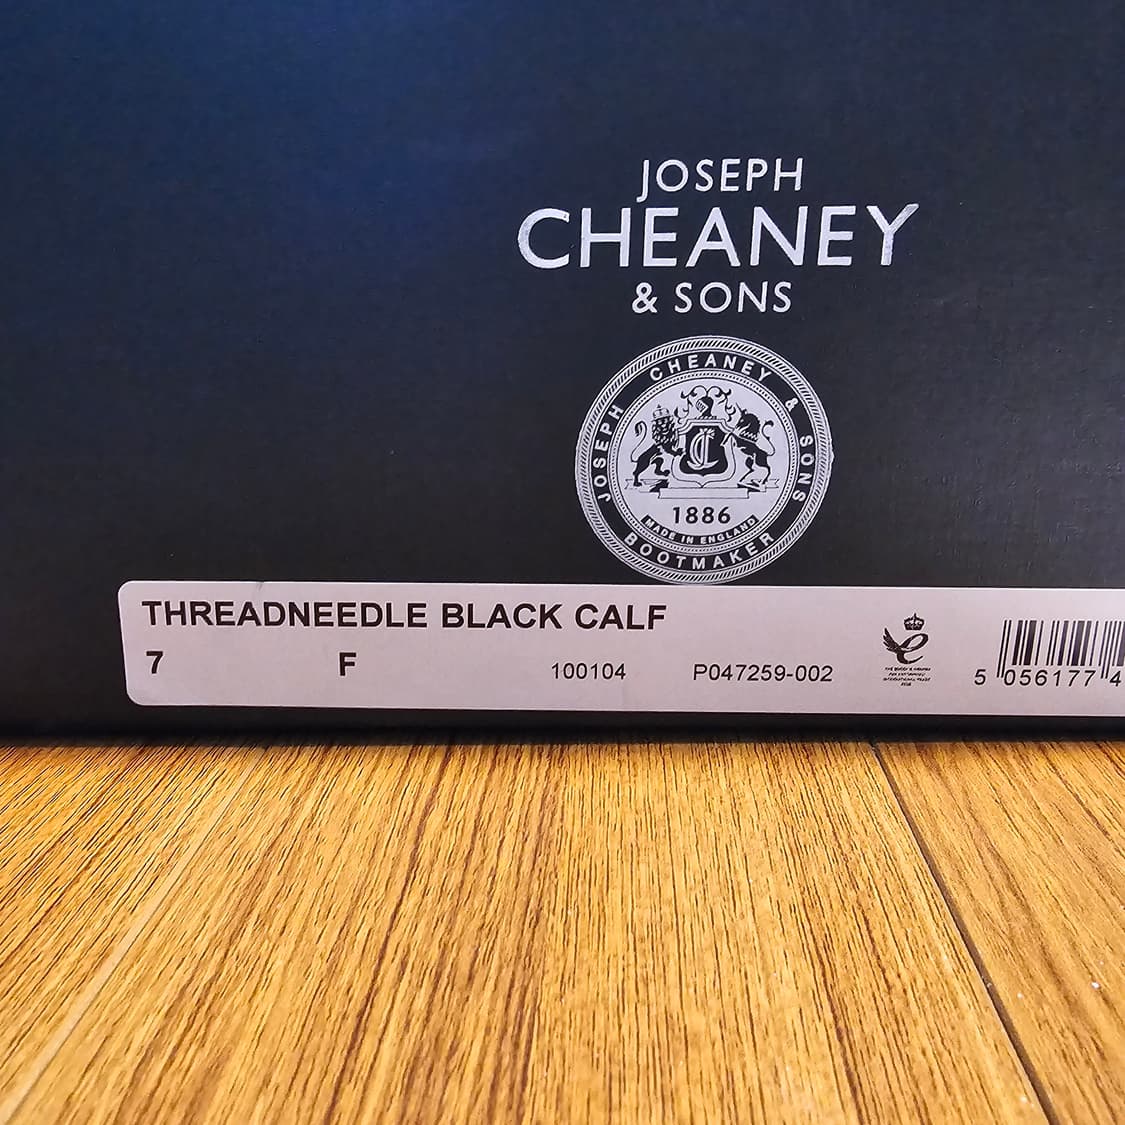 JOSEPH
CHEANEY
& SONS
JOSEPH CHEANEY & SONS
1886
MADE IN ENGLAND
BOOTMAKER
THREADNEEDLE BLACK CALF
7 F 100104 P047259-002
5 056177 4